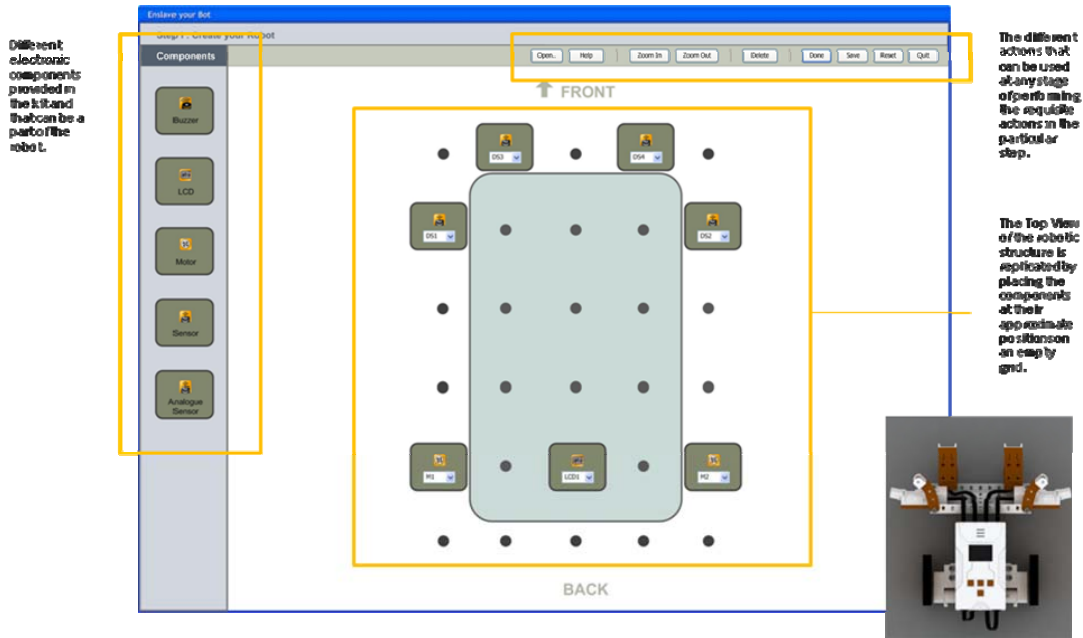 Enslave your Bot
Step I : Create your Robot
Components
Open..
Help
Zoom In
Zoom Out
Delete
Done
Save
Reset
Quit
Different
electronic
components
provided in
the kit and
that can be a
part of the
robot.
The different
actions that
can be used
at any stage
of performing
the requisite
actions in the
particular
step.
FRONT
Buzzer
LCD
Motor
Sensor
Analogue
Sensor
DS3
DS4
DS1
DS2
M1
LCD1
M2
The Top View
of the robotic
structure is
replicated by
placing the
components
at their
approximate
positions on
an empty
grid.
BACK